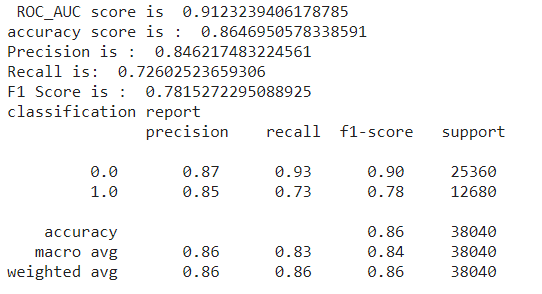 ROC_AUC score is  0.9123239406178785
accuracy score is :  0.8646950578338591
Precision is :  0.846217483224561
Recall is:  0.72602523659306
F1 Score is :  0.7815272295088925
classification report
              precision    recall  f1-score   support
         0.0       0.87      0.93      0.90     25360
         1.0       0.85      0.73      0.78     12680
    accuracy                           0.86     38040
   macro avg       0.86      0.83      0.84     38040
weighted avg       0.86      0.86      0.86     38040